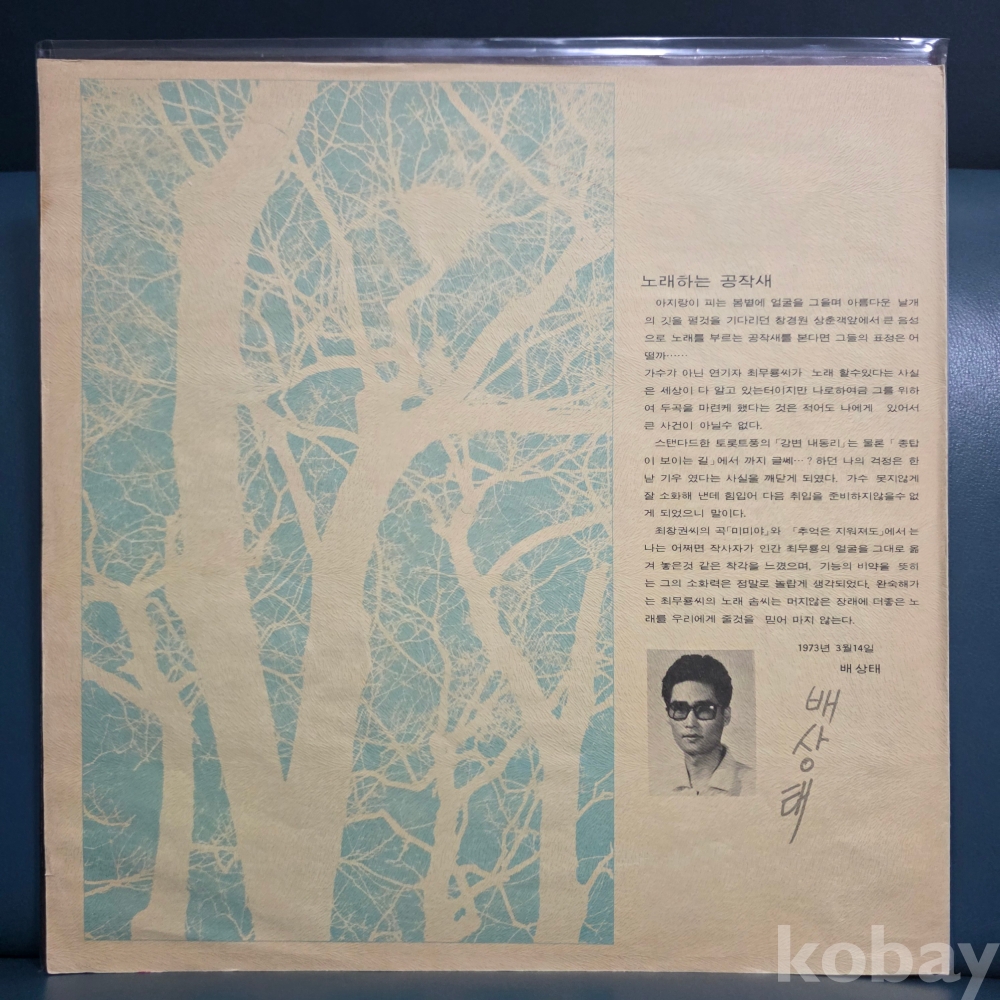 노래하는 공작새
아지랑이 피는 봄볕에 얼굴을 그을며 아름다운 날개
의 깃을 펼것을 기다리던 창경원 상춘객앞에서 큰 음성
으로 노래를 부르는 공작새를 본다면 그들의 표정은 어
떨까……
가수가 아닌 연기자 최무룡씨가 노래 할수있다는 사실
은 세상이 다 알고 있는터이지만 나로하여금 그를 위하
여 두곡을 마련케 했다는 것은 적어도 나에게 있어서
큰 사건이 아닐수 없다.
스탠다드한 토롯트풍의 「강변 내동리」는 물론 「종탑
이 보이는 길」에서 까지 글쎄…? 하던 나의 걱정은 한
낱 기우 였다는 사실을 깨닫게 되였다. 가수 못지않게
잘 소화해 낸데 힘입어 다음 취입을 준비하지않을수 없
게 되었으니 말이다.
최창권씨의 곡「미미야」와 「추억은 지워져도」에서는
나는 어쩌면 작사자가 인간 최무룡의 얼굴을 그대로 옮
겨 놓은것 같은 착각을 느꼈으며, 기능의 비약을 뜻히
는 그의 소화력은 정말로 놀랍게 생각되었다. 완숙해가
는 최무룡씨의 노래 솜씨는 머지않은 장래에 더좋은 노
래를 우리에게 줄것을 믿어 마지 않는다.
1973년 3월14일
배상태
배상태
kobay